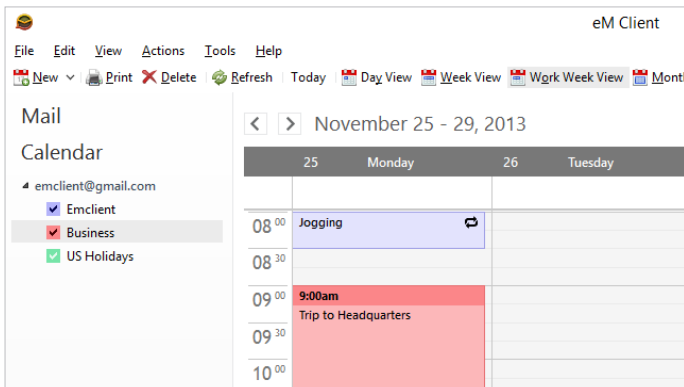 eM Client
File Edit View Actions Tools Help
New Print Delete Refresh Today Day View Week View Work Week View
Mail
November 25 - 29, 2013
Calendar
25 Monday 26 Tuesday
emclient@gmail.com
Emclient
Business
US Holidays
08 00 Jogging
08 30
09 00 9:00am
Trip to Headquarters
09 30
10 00